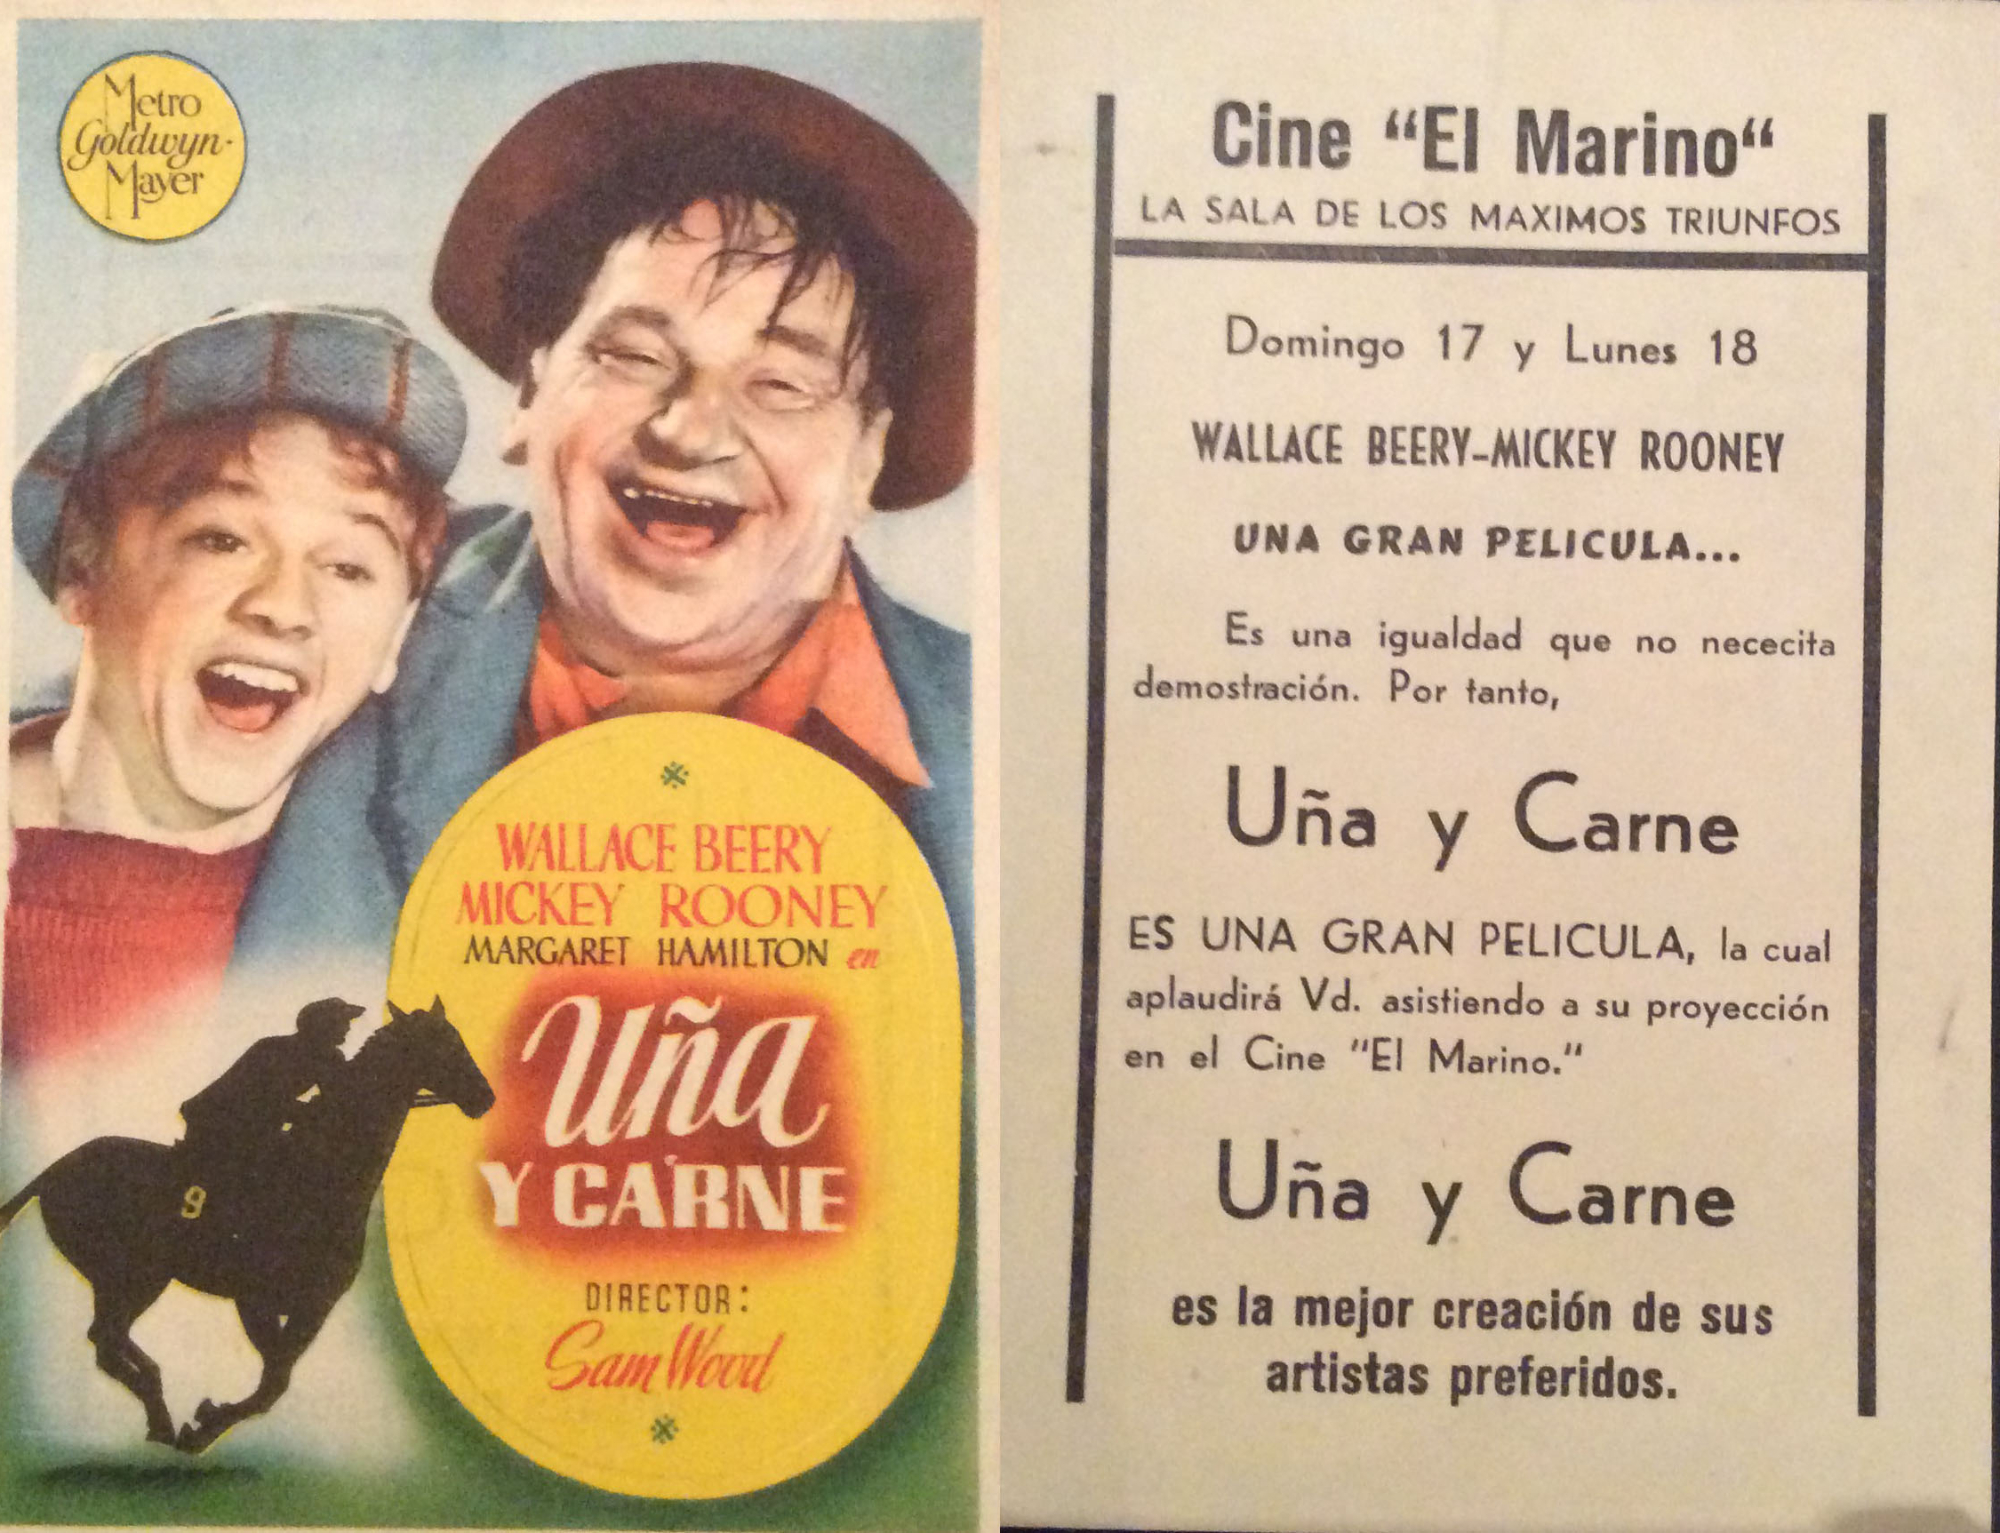 Metro
Goldwyn-
Mayer
WALLACE BEERY
MICKEY ROONEY
MARGARET HAMILTON en
Uña
Y CARNE
DIRECTOR:
Sam Wood
9
Cine “El Marino“
LA SALA DE LOS MAXIMOS TRIUNFOS
Domingo 17 y Lunes 18
WALLACE BEERY-MICKEY ROONEY
UNA GRAN PELICULA...
Es una igualdad que no nececita
demostración. Por tanto,
Uña y Carne
ES UNA GRAN PELICULA, la cual
aplaudirá Vd. asistiendo a su proyección
en el Cine "El Marino."
Uña y Carne
es la mejor creación de sus
artistas preferidos.